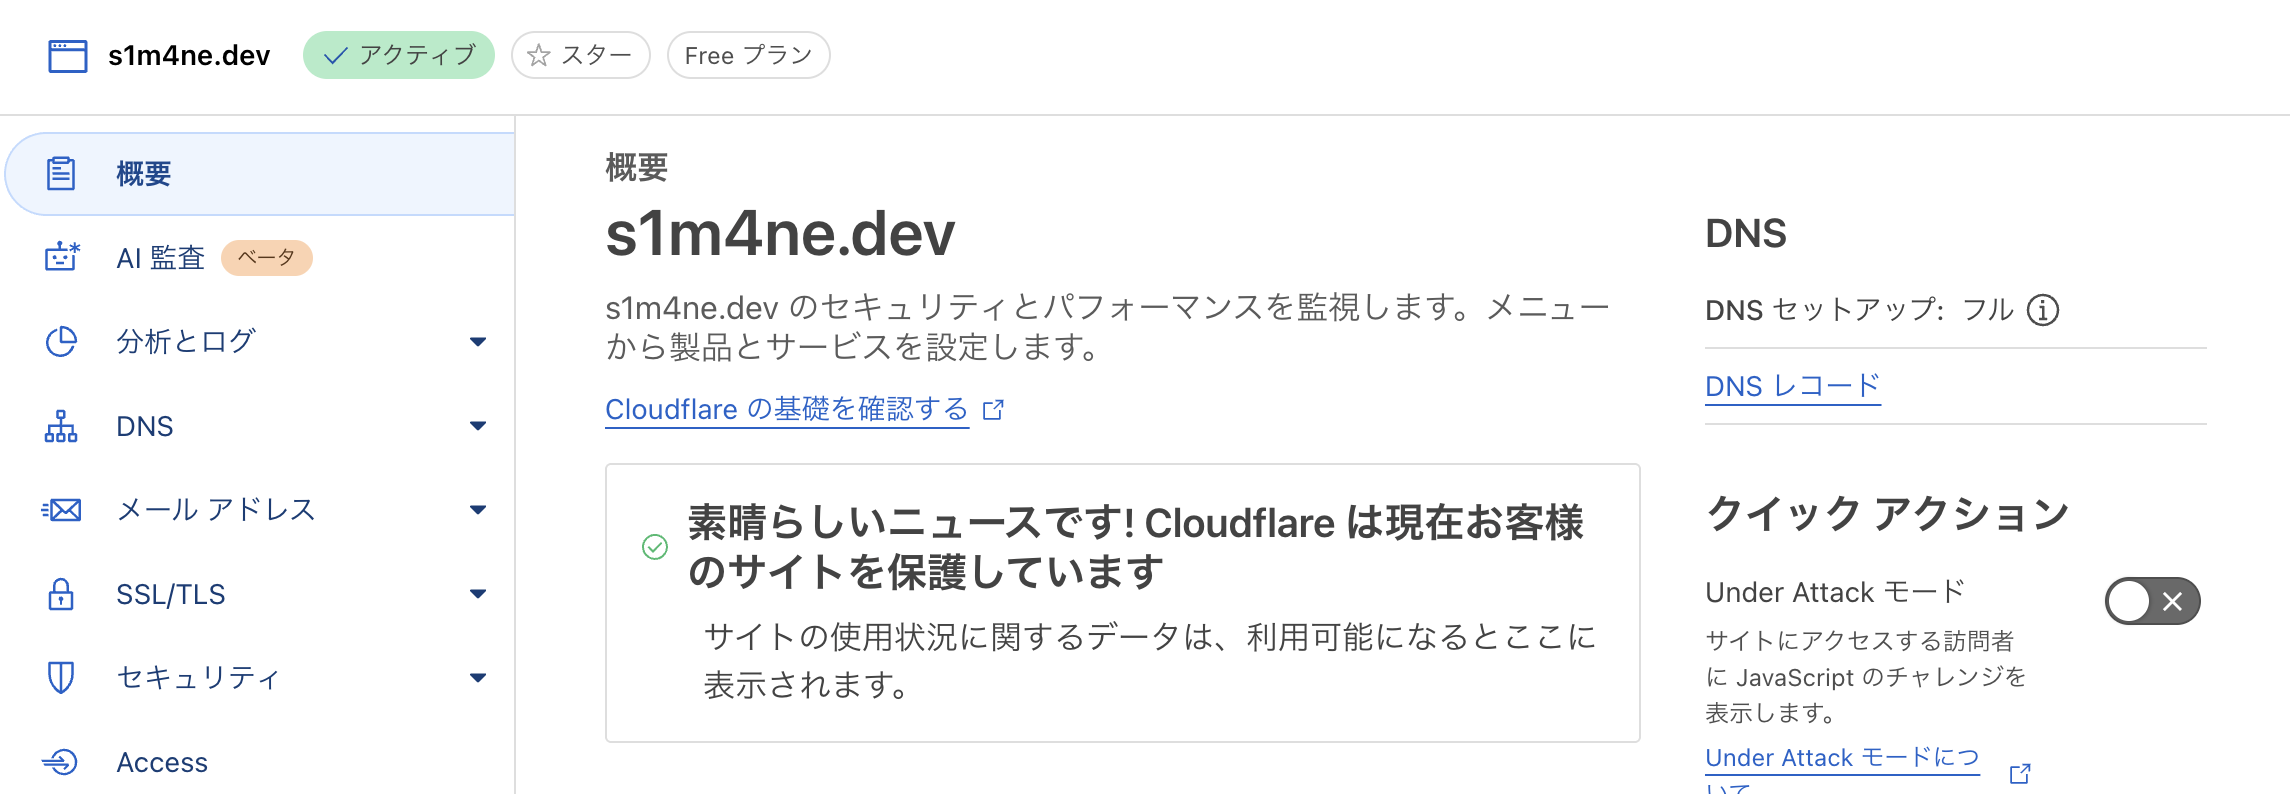 s1m4ne.dev
アクティブ
スター
Free プラン
概要
AI 監査
ベータ
分析とログ
DNS
メール アドレス
SSL/TLS
セキュリティ
Access
概要
s1m4ne.dev
s1m4ne.dev のセキュリティとパフォーマンスを監視します。メニュー
から製品とサービスを設定します。
Cloudflare の基礎を確認する
素晴らしいニュースです! Cloudflare は現在お客様
のサイトを保護しています
サイトの使用状況に関するデータは、利用可能になるとここに
表示されます。
DNS
DNS セットアップ: フル
DNS レコード
クイック アクション
Under Attack モード
サイトにアクセスする訪問者
に JavaScript のチャレンジを
表示します。
Under Attack モードにつ
いて